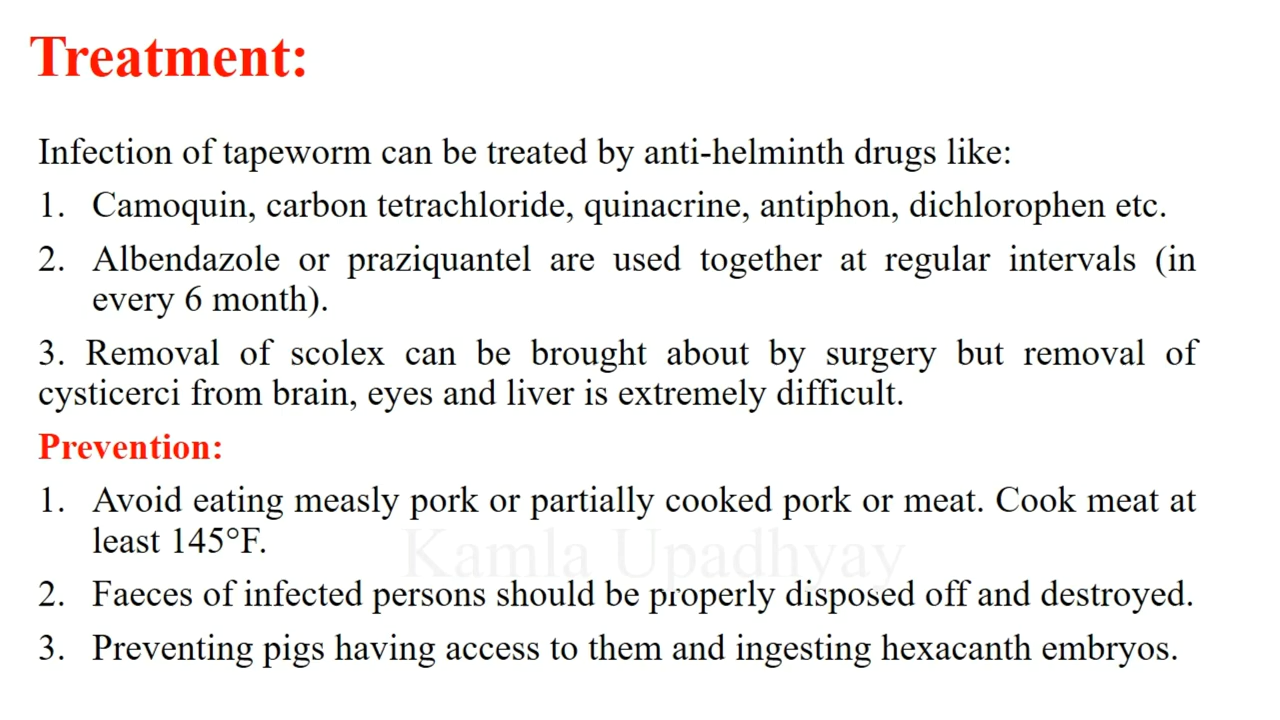 Treatment:
Infection of tapeworm can be treated by anti-helminth drugs like:
1. Camoquin, carbon tetrachloride, quinacrine, antiphon, dichlorophen etc.
2. Albendazole or praziquantel are used together at regular intervals (in
every 6 month).
3. Removal of scolex can be brought about by surgery but removal of
cysticerci from brain, eyes and liver is extremely difficult.
Prevention:
1. Avoid eating measly pork or partially cooked pork or meat. Cook meat at
least 145°F.
Kamla Upadhyay
2. Faeces of infected persons should be properly disposed off and destroyed.
3. Preventing pigs having access to them and ingesting hexacanth embryos.